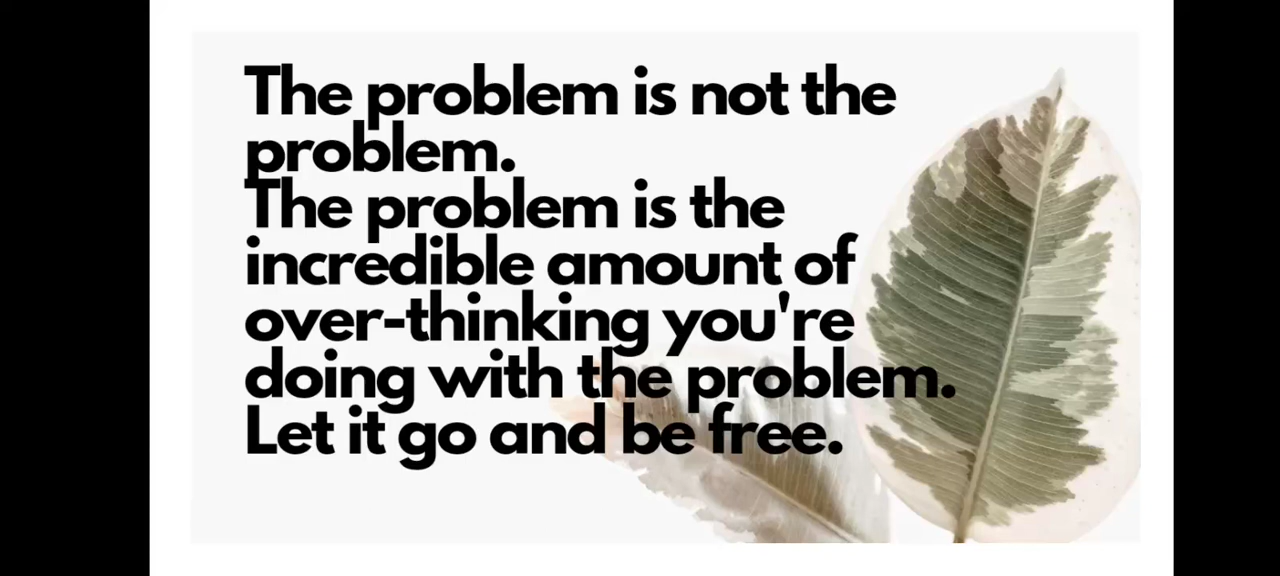 The problem is not the
problem.
The problem is the
incredible amount of
over-thinking you're
doing with the problem.
Let it go and be free.